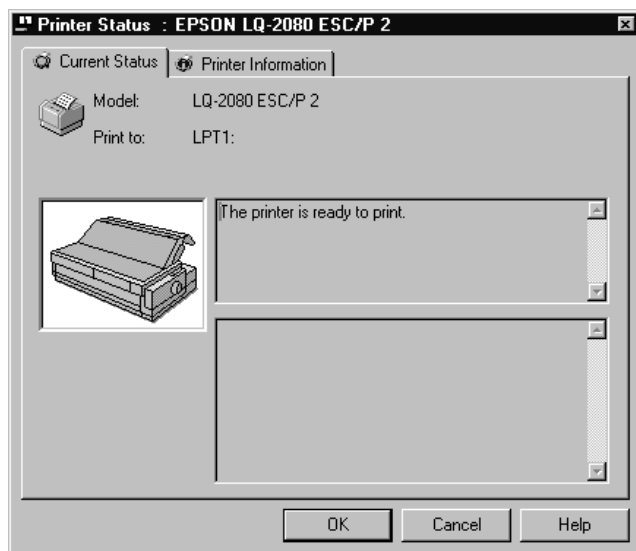 Printer Status : EPSON LQ-2080 ESC/P 2
Current Status Printer Information
Model: LQ-2080 ESC/P 2
Print to: LPT1:
The printer is ready to print.
OK Cancel Help